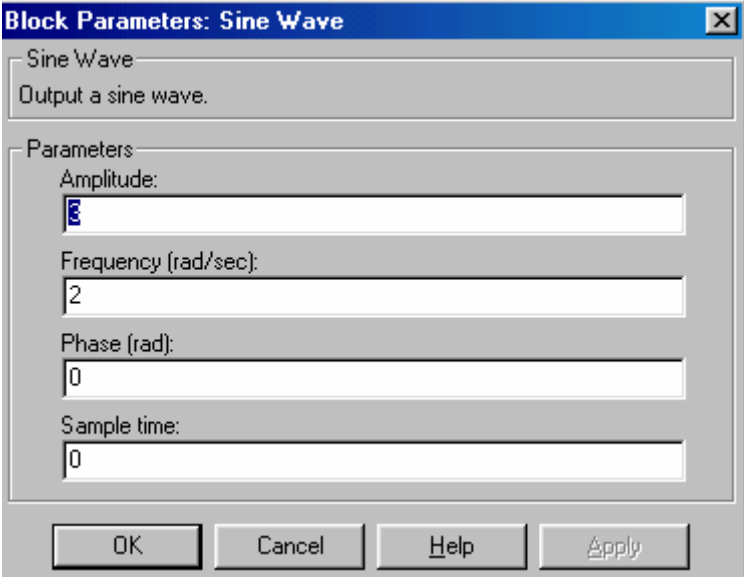 Block Parameters: Sine Wave
Sine Wave
Output a sine wave.
Parameters
Amplitude:
3
Frequency (rad/sec):
2
Phase (rad):
0
Sample time:
0
OK Cancel Help Apply